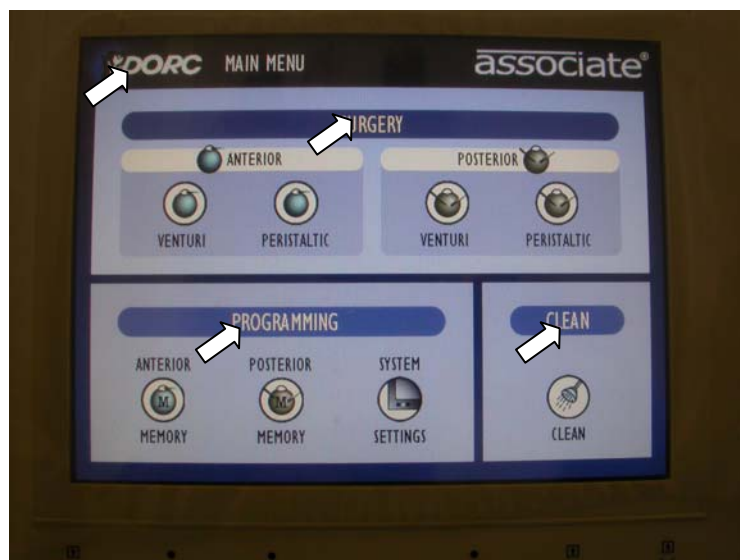 DORC MAIN MENU associate®
SURGERY
ANTERIOR POSTERIOR
VENTURI PERISTALTIC VENTURI PERISTALTIC
PROGRAMMING CLEAN
ANTERIOR POSTERIOR SYSTEM
M M
MEMORY MEMORY SETTINGS CLEAN